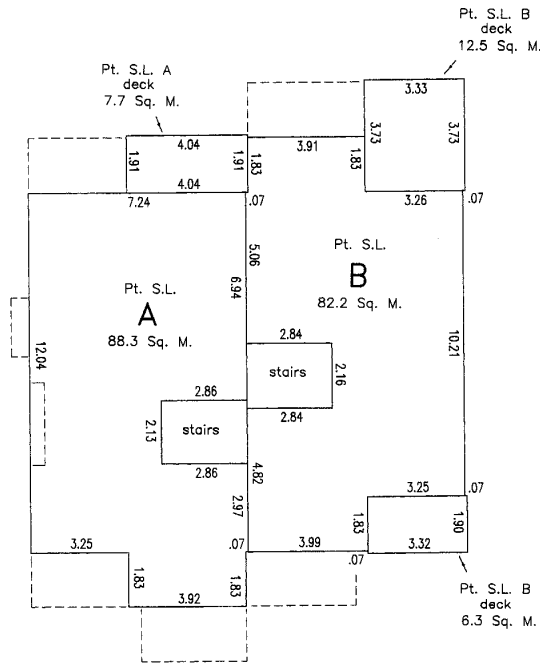 Pt. S.L. B
deck
12.5 Sq. M.
Pt. S.L. A
deck
7.7 Sq. M.
3.33
3.73
3.73
4.04
1.91
1.91
1.83
3.91
1.83
4.04
7.24
.07
3.26
.07
5.06
6.94
Pt. S.L.
B
82.2 Sq. M.
Pt. S.L.
A
88.3 Sq. M.
12.04
10.21
2.84
stairs
2.16
2.84
2.86
2.13
stairs
2.86
4.82
2.97
3.25
.07
1.83
1.90
3.25
.07
3.99
.07
3.32
1.83
1.83
3.92
Pt. S.L. B
deck
6.3 Sq. M.